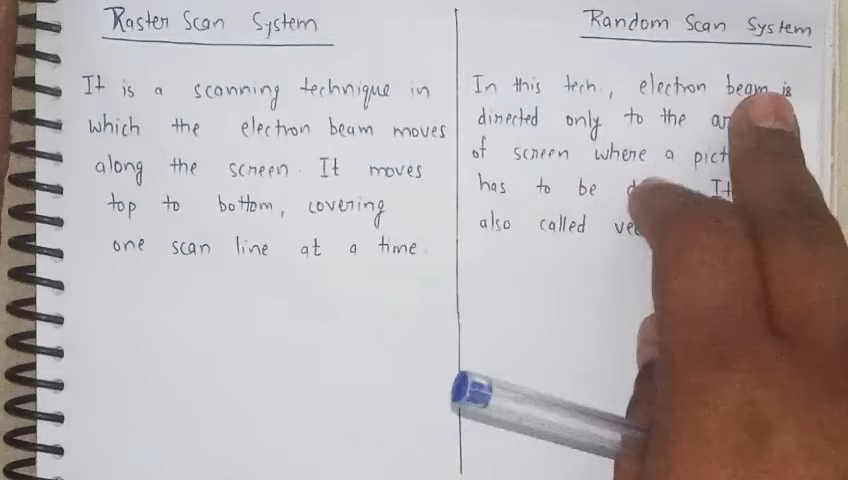 Raster Scan System
It is a scanning technique in
which the electron beam moves
along the screen. It moves
top to bottom, covering
one scan line at a time.
Random Scan System
In this tech., electron beam is
directed only to the
of screen where a
has to be It
also called